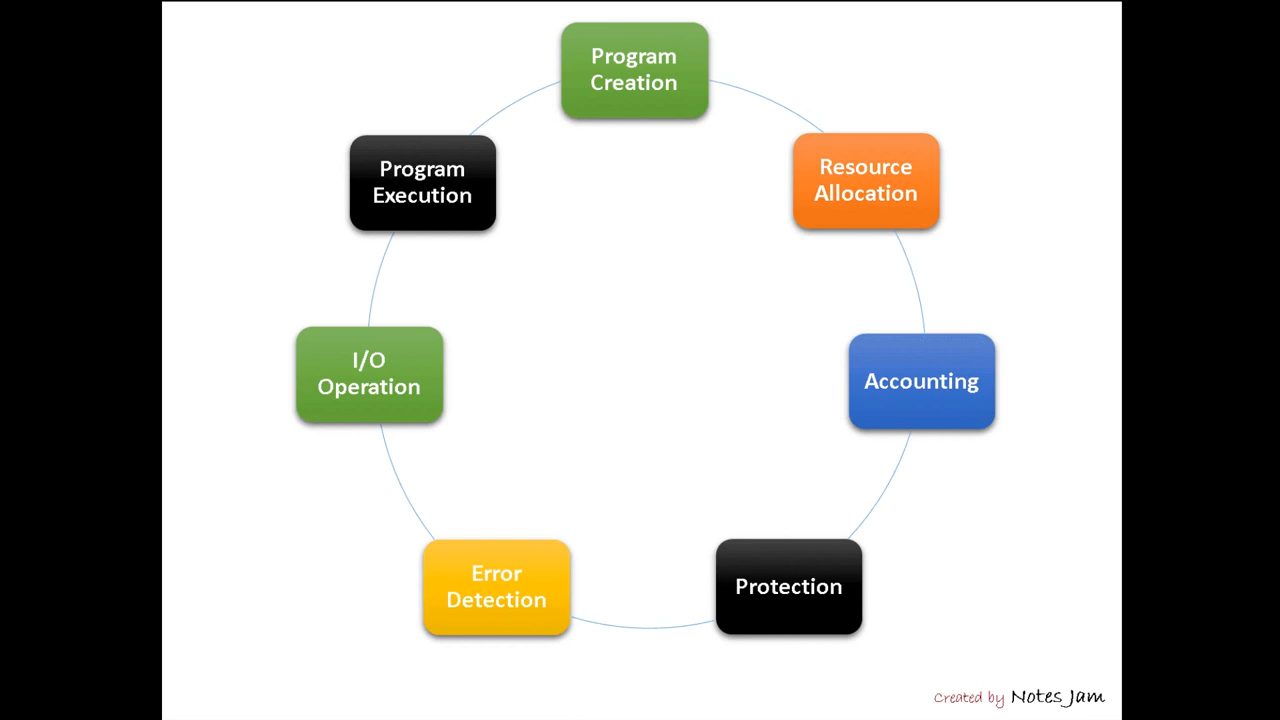 Program
Creation
Resource
Allocation
Accounting
Protection
Error
Detection
I/O
Operation
Program
Execution
Created by Notes Jam